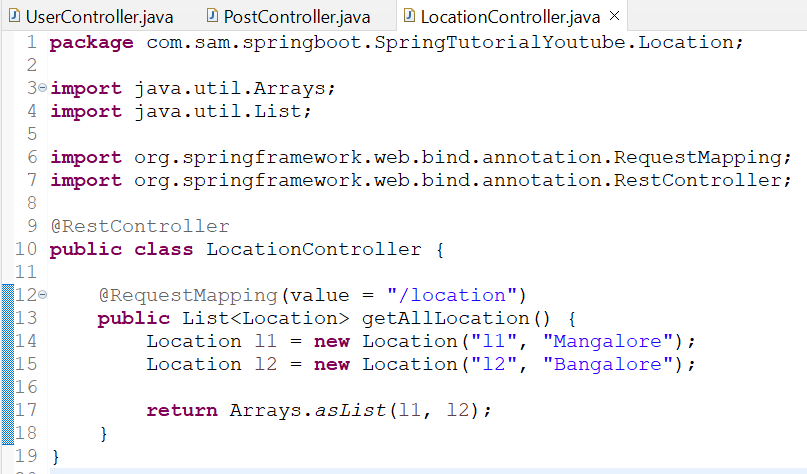 UserController.java PostController.java LocationController.java
1 package com.sam.springboot.SpringTutorialYoutube.Location;
2
3 import java.util.Arrays;
4 import java.util.List;
5
6 import org.springframework.web.bind.annotation.RequestMapping;
7 import org.springframework.web.bind.annotation.RestController;
8
9 @RestController
10 public class LocationController {
11
12 @RequestMapping(value = "/location")
13 public List<Location> getAllLocation() {
14 Location l1 = new Location("l1", "Mangalore");
15 Location l2 = new Location("l2", "Bangalore");
16
17 return Arrays.asList(l1, l2);
18 }
19 }